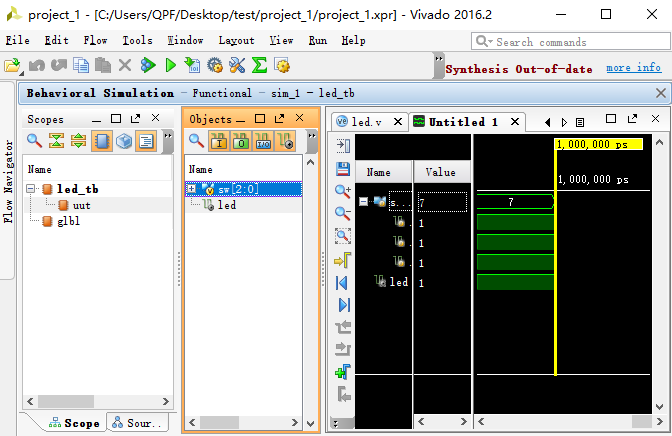 project_1 - [C:/Users/QPF/Desktop/test/project_1/project_1.xpr] - Vivado 2016.2
File Edit Flow Tools Window Layout View Run Help
Search commands
Synthesis Out-of-date more info
Behavioral Simulation - Functional - sim_1 - led_tb
Flow Navigator
Scopes
Name
led_tb
uut
glbl
Scope
Sour..
Objects
Name
sw[2:0]
led
led.v
Untitled 1
Name Value
s... 7
. 1
. 1
. 1
led 1
1,000,000 ps
1,000,000 ps
7